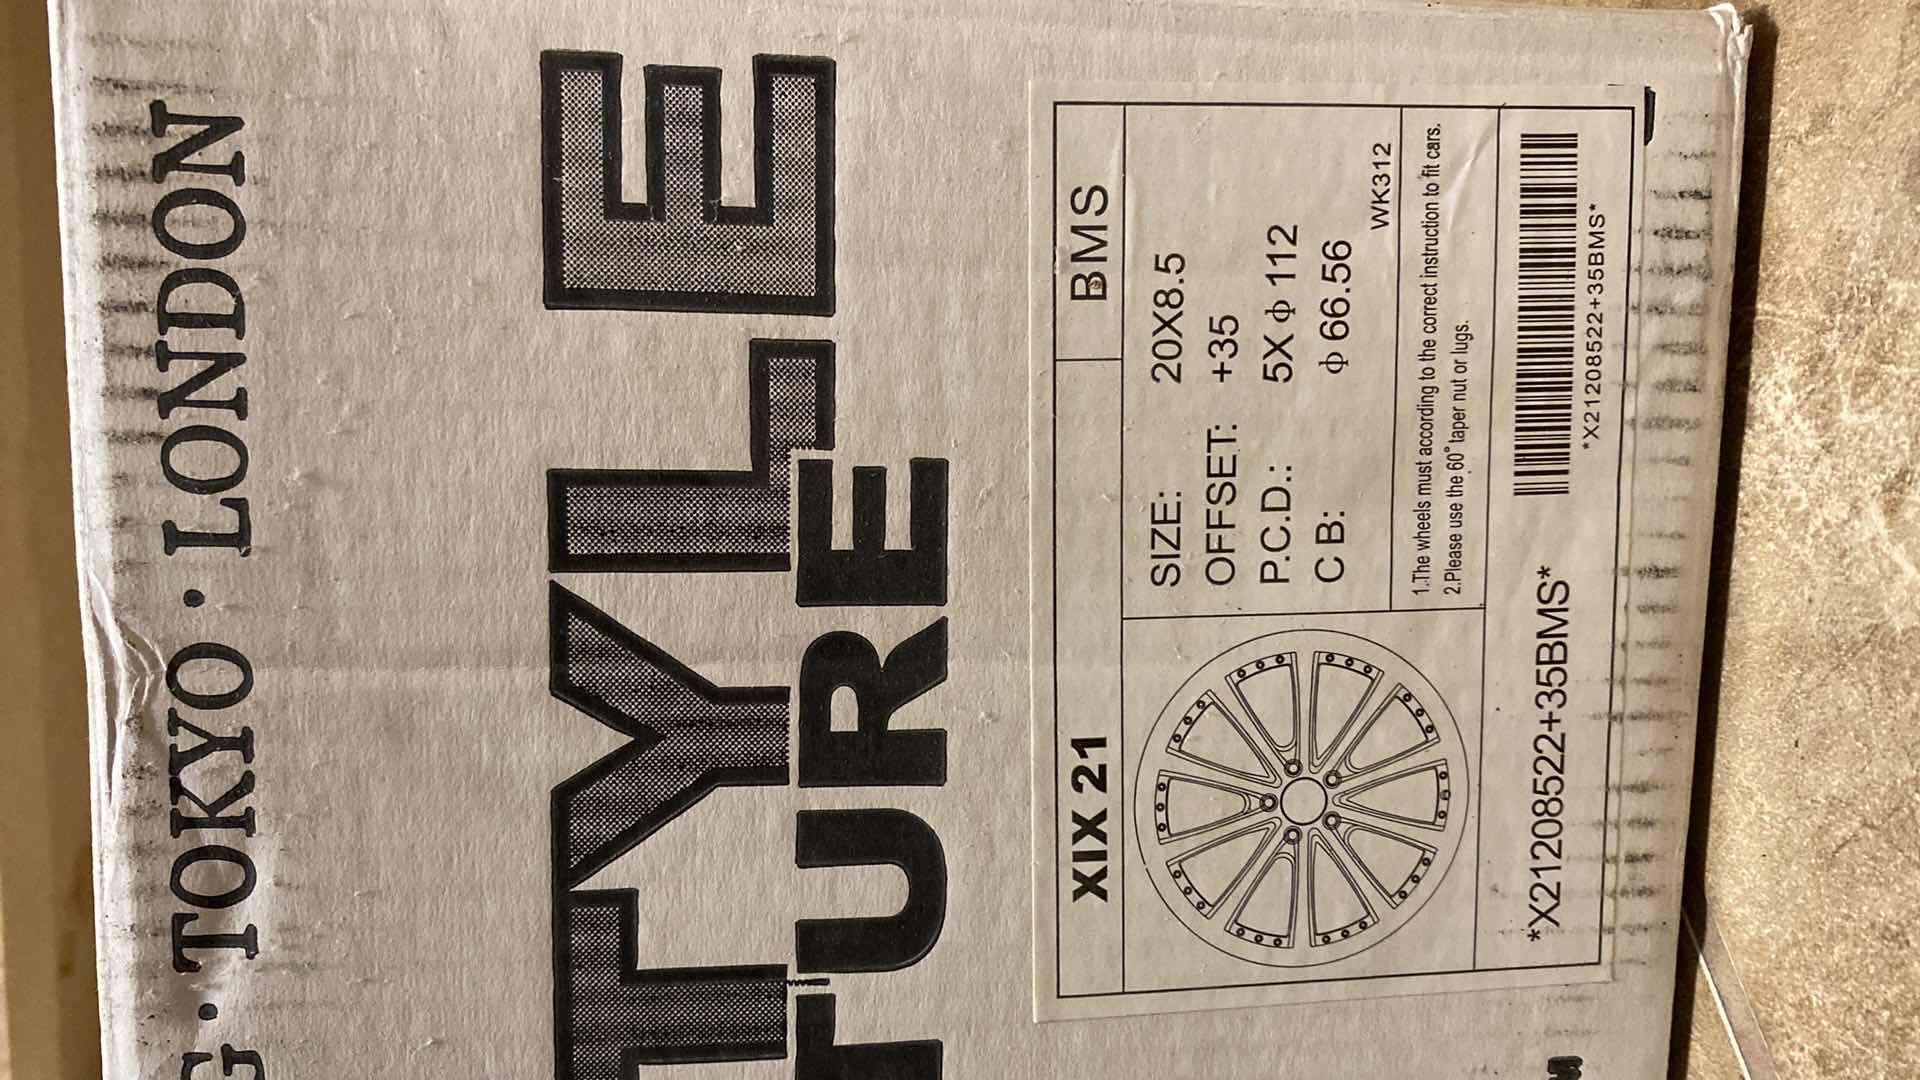 TOKYO · LONDON
TYLE
TURE
XIX 21
BMS
SIZE: 20X8.5
OFFSET: +35
P.C.D.: 5X ϕ 112
C B: ϕ 66.56
WK312
1.The wheels must according to the correct instruction to fit cars.
2.Please use the 60° taper nut or lugs.
*X21208522+35BMS*
*X21208522+35BMS*